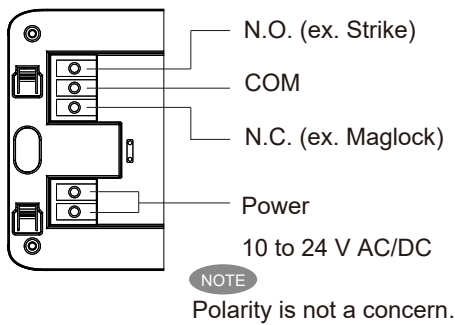 N.O. (ex. Strike)
COM
N.C. (ex. Maglock)
Power
10 to 24 V AC/DC
NOTE
Polarity is not a concern.